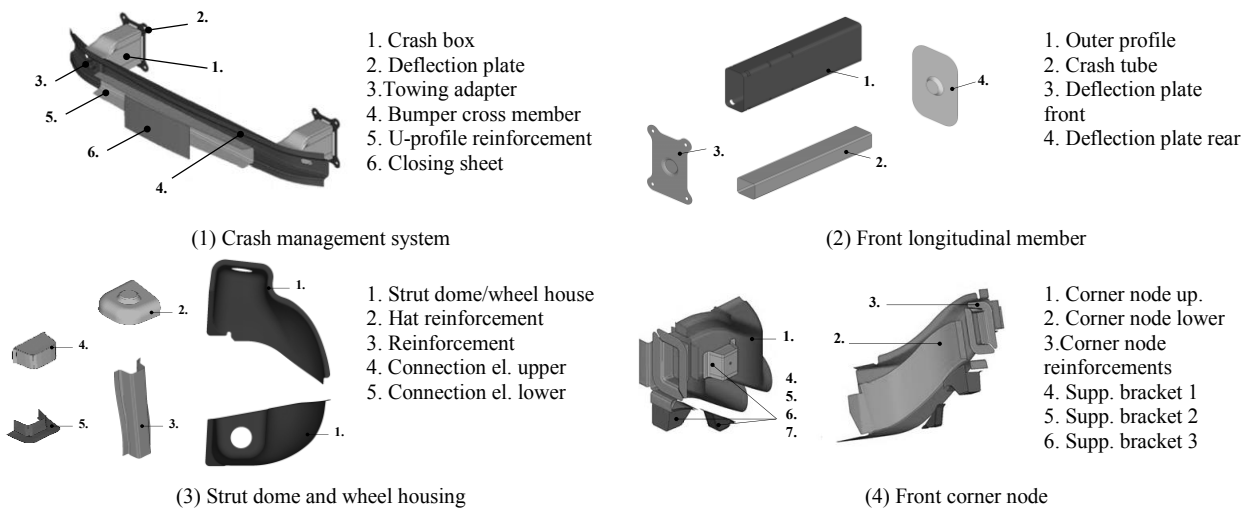 2.
1.
3.
5.
6.
4.
1. Crash box
2. Deflection plate
3.Towing adapter
4. Bumper cross member
5. U-profile reinforcement
6. Closing sheet
(1) Crash management system
1.
4.
3.
2.
1. Outer profile
2. Crash tube
3. Deflection plate
front
4. Deflection plate rear
(2) Front longitudinal member
1.
2.
4.
5.
3.
1.
1. Strut dome/wheel house
2. Hat reinforcement
3. Reinforcement
4. Connection el. upper
5. Connection el. lower
(3) Strut dome and wheel housing
1.
4.
5.
6.
7.
3.
2.
1. Corner node up.
2. Corner node lower
3.Corner node
reinforcements
4. Supp. bracket 1
5. Supp. bracket 2
6. Supp. bracket 3
(4) Front corner node